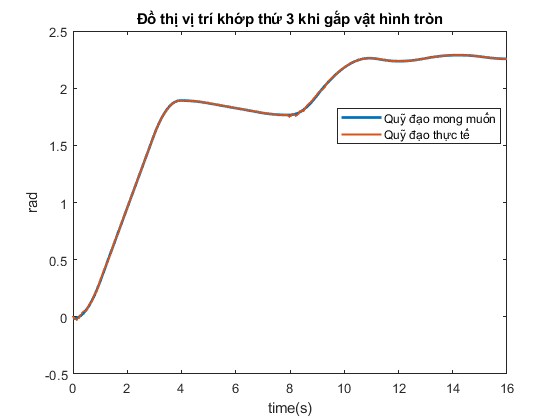 Đồ thị vị trí khớp thứ 3 khi gắp vật hình tròn
2.5
2
1.5
1
0.5
0
-0.5
rad
Quỹ đạo mong muốn
Quỹ đạo thực tế
0 2 4 6 8 10 12 14 16
time(s)